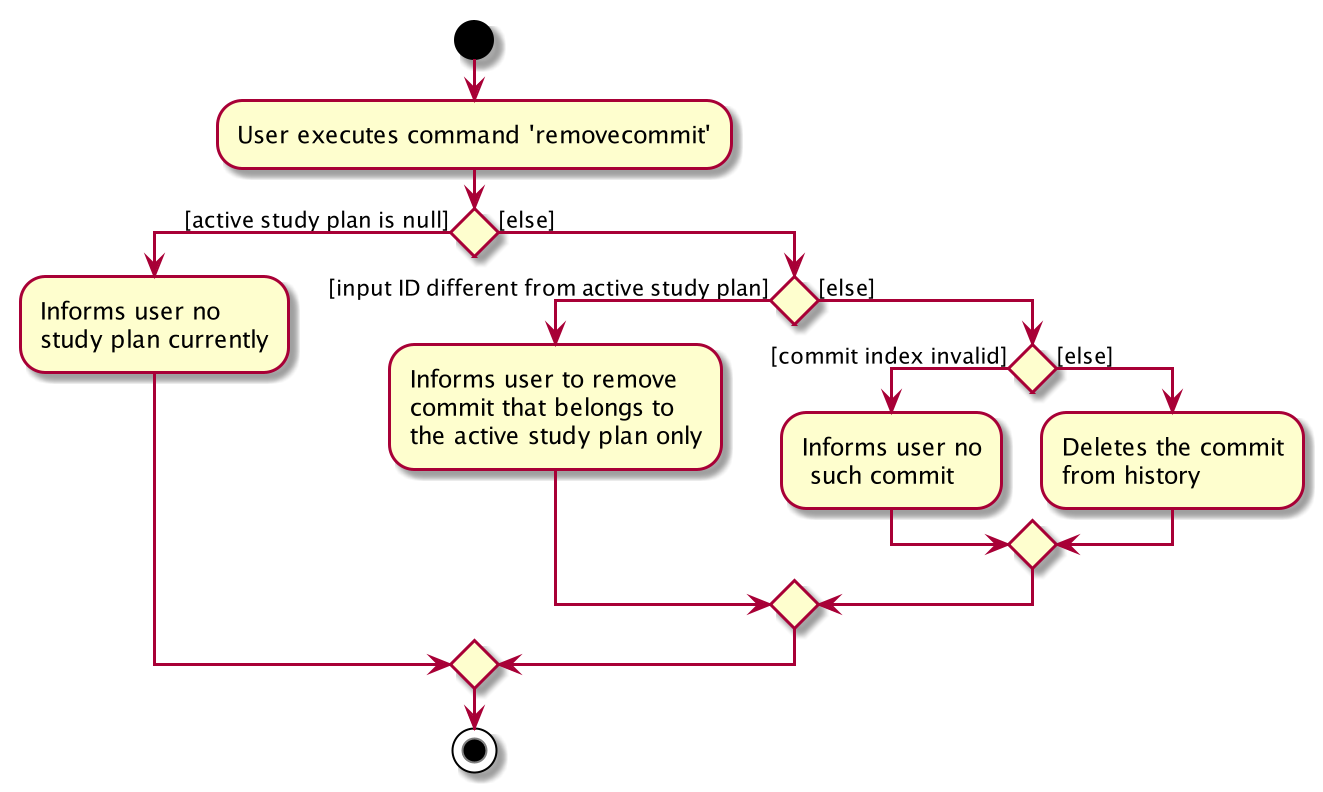 User executes command 'removecommit'
[active study plan is null]
[else]
Informs user no
study plan currently
[input ID different from active study plan]
[else]
Informs user to remove
commit that belongs to
the active study plan only
[commit index invalid]
[else]
Informs user no
such commit
Deletes the commit
from history